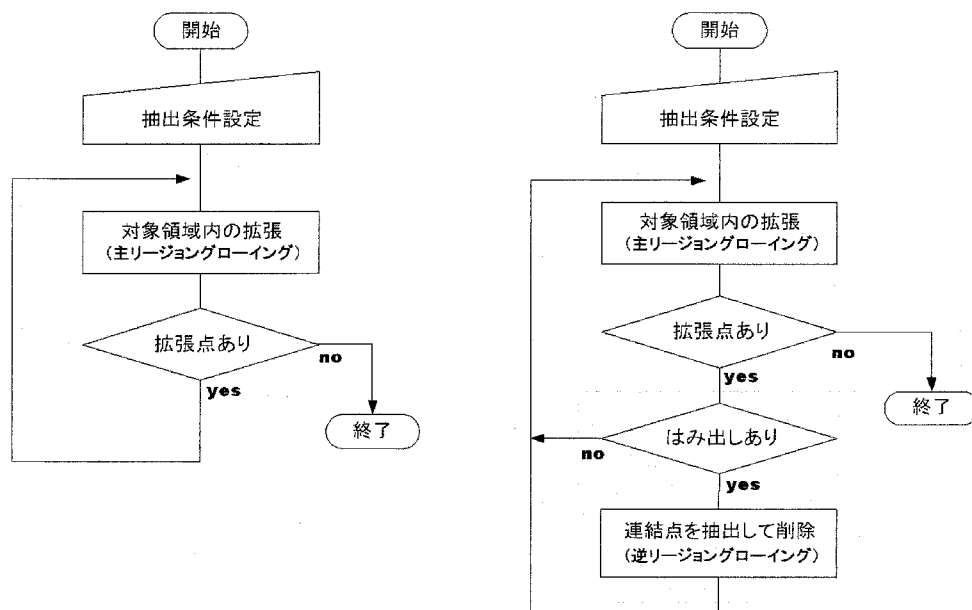 開始
抽出条件設定
対象領域内の拡張
(主リージョングローイング)
拡張点あり
no
yes
終了
開始
抽出条件設定
対象領域内の拡張
(主リージョングローイング)
拡張点あり
no
yes
終了
はみ出しあり
no
yes
連結点を抽出して削除
(逆リージョングローイング)